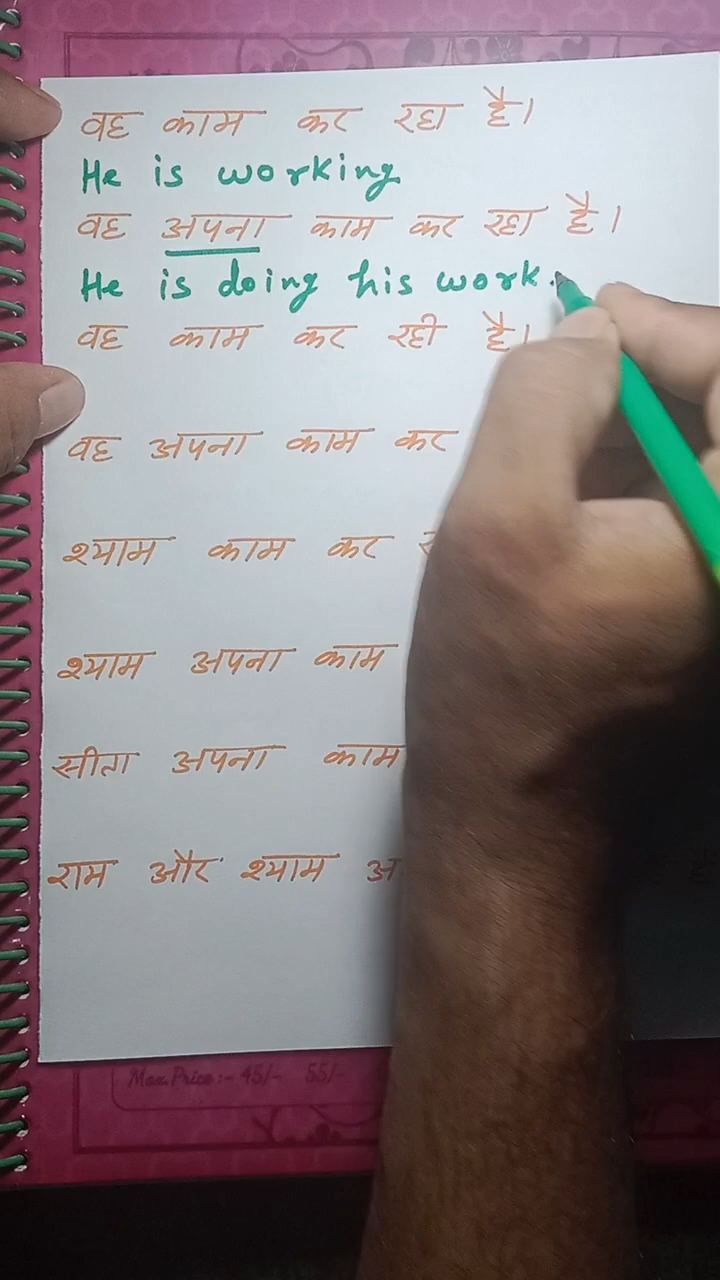 वह काम कर रहा है।
He is working
वह अपना काम कर रहा है।
He is doing his work.
वह काम कर रही है।
वह अपना काम कर
श्याम काम कर
श्याम अपना काम
सीता अपना काम
राम और श्याम
Max. Price:- 45/- 55/-